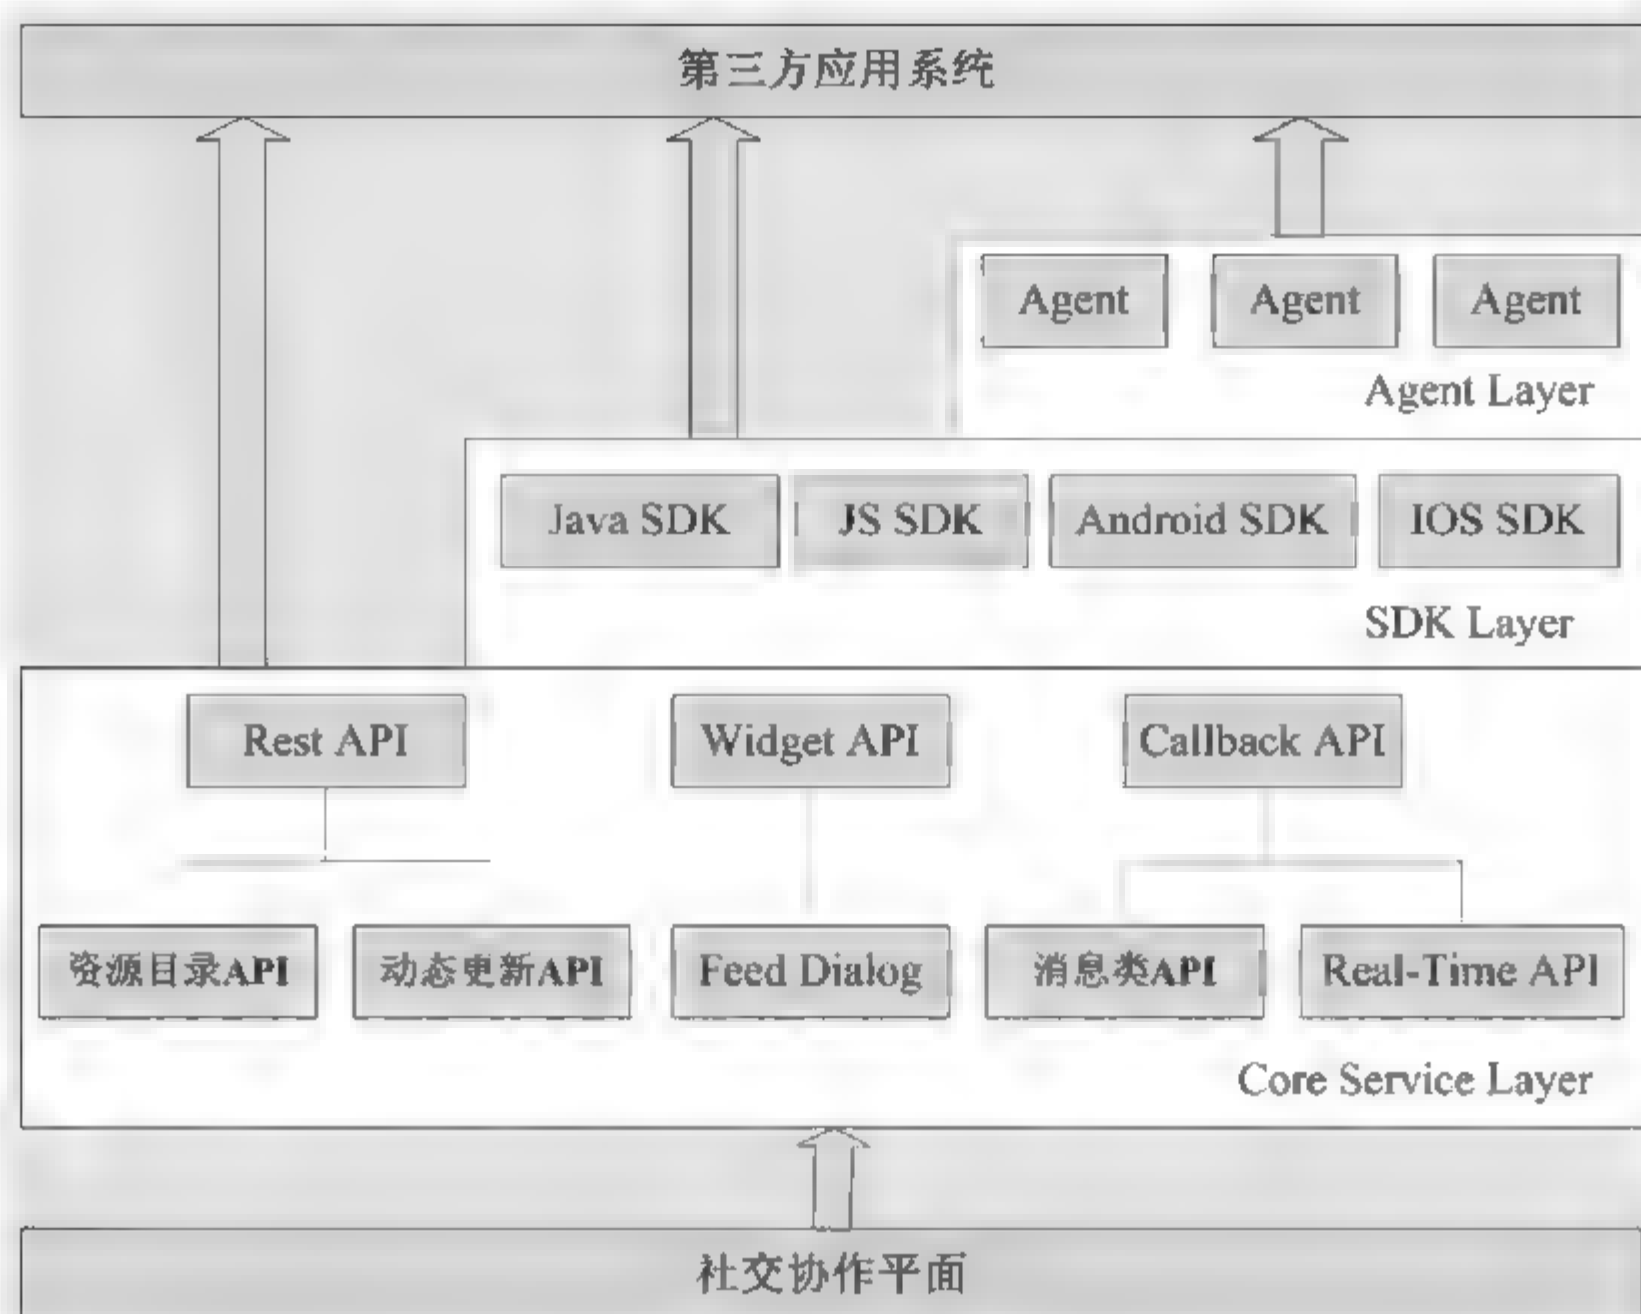 第三方应用系统
Agent Agent Agent
Agent Layer
Java SDK JS SDK Android SDK IOS SDK
SDK Layer
Rest API Widget API Callback API
资源目录API 动态更新API Feed Dialog 消息类API Real-Time API
Core Service Layer
社交协作平面